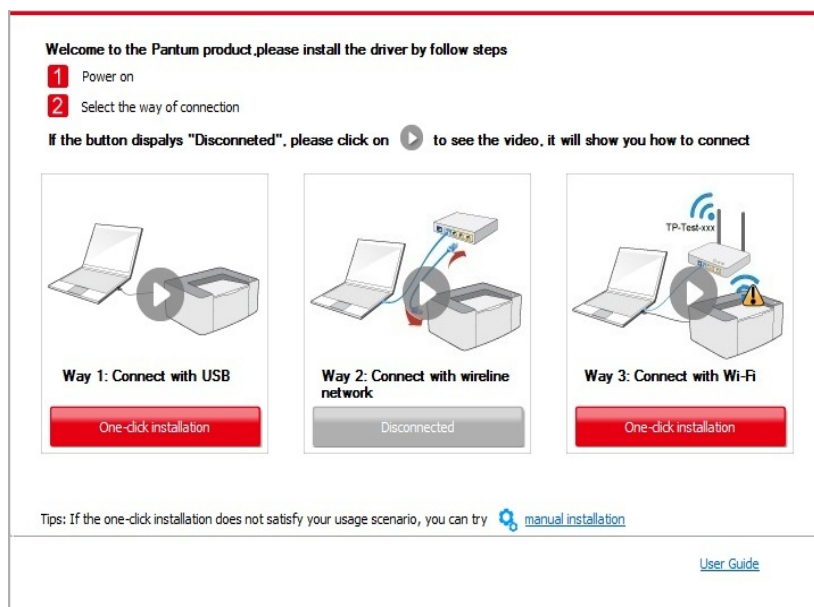 Welcome to the Pantum product,please install the driver by follow steps
1 Power on
2 Select the way of connection
If the button dispalys "Disconneted", please click on to see the video, it will show you how to connect
TP-Test-xxx
Way 1: Connect with USB
Way 2: Connect with wireline
network
Way 3: Connect with Wi-Fi
One-click installation
Disconnected
One-click installation
Tips: If the one-click installation does not satisfy your usage scenario, you can try manual installation
User Guide